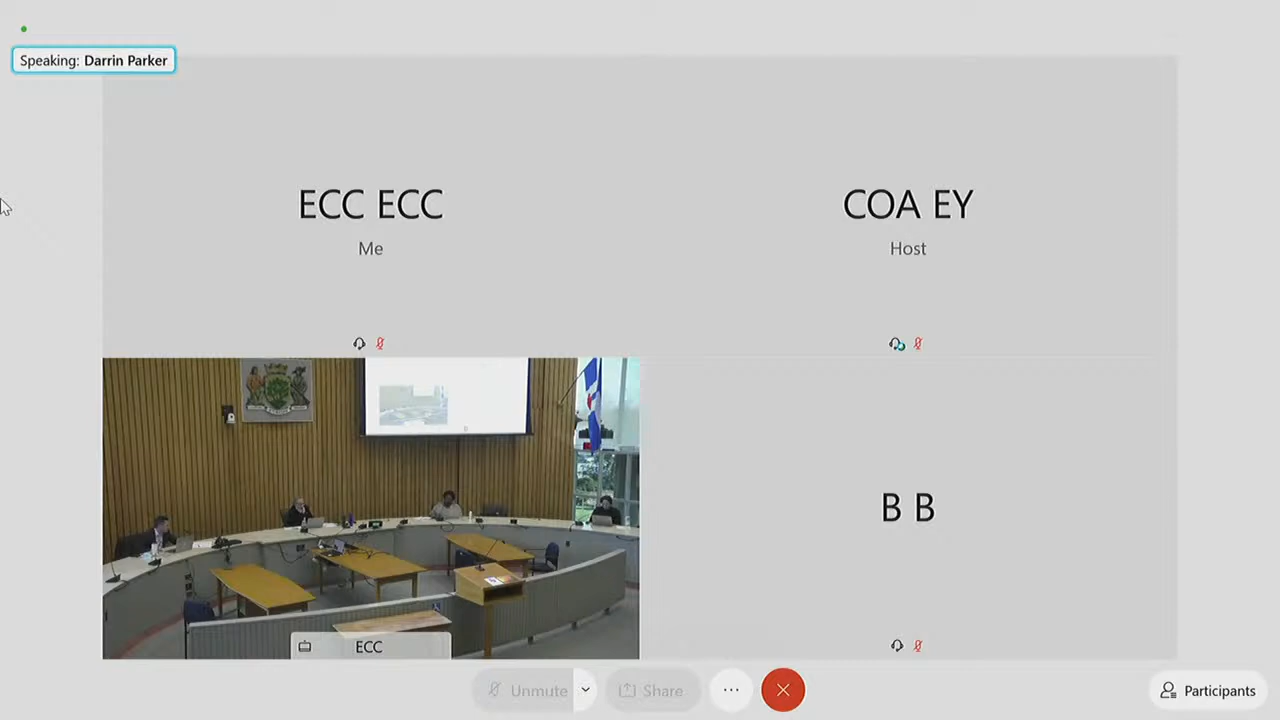 Speaking: Darrin Parker
ECC ECC
Me
COA EY
Host
ECC
B B
Unmute
Share
Participants